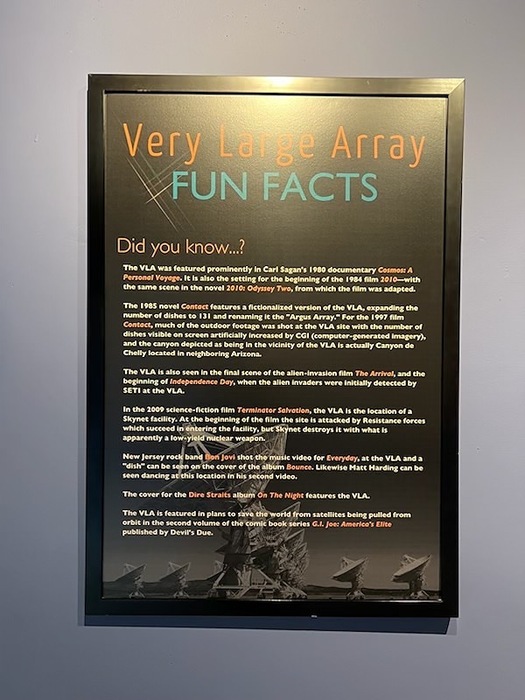 Very Large Array
FUN FACTS
Did you know...?
The VLA was featured prominently in Carl Sagan's 1980 documentary Cosmos: A
Personal Voyage. It is also the setting for the beginning of the 1984 film 2010—with
the same scene in the novel 2010: Odyssey Two, from which the film was adapted.
The 1985 novel Contact features a fictionalized version of the VLA, expanding the
number of dishes to 131 and renaming it the "Argus Array." For the 1997 film
Contact, much of the outdoor footage was shot at the VLA site with the number of
dishes visible on screen artificially increased by CGI (computer-generated imagery),
and the canyon depicted as being in the vicinity of the VLA is actually Canyon de
Chelly located in neighboring Arizona.
The VLA is also seen in the final scene of the alien-invasion film The Arrival, and the
beginning of Independence Day, when the alien invaders were initially detected by
SETI at the VLA.
In the 2009 science-fiction film Terminator Salvation, the VLA is the location of a
Skynet facility. At the beginning of the film the site is attacked by Resistance forces
which succeed in entering the facility, but Skynet destroys it with what is
apparently a low-yield nuclear weapon.
New Jersey rock band Bon Jovi shot the music video for Everyday, at the VLA and a
"dish" can be seen on the cover of the album Bounce. Likewise Matt Harding can be
seen dancing at this location in his second video.
The cover for the Dire Straits album On The Night features the VLA.
The VLA is featured in plans to save the world from satellites being pulled from
orbit in the second volume of the comic book series G.I. Joe: America's Elite
published by Devil's Due.